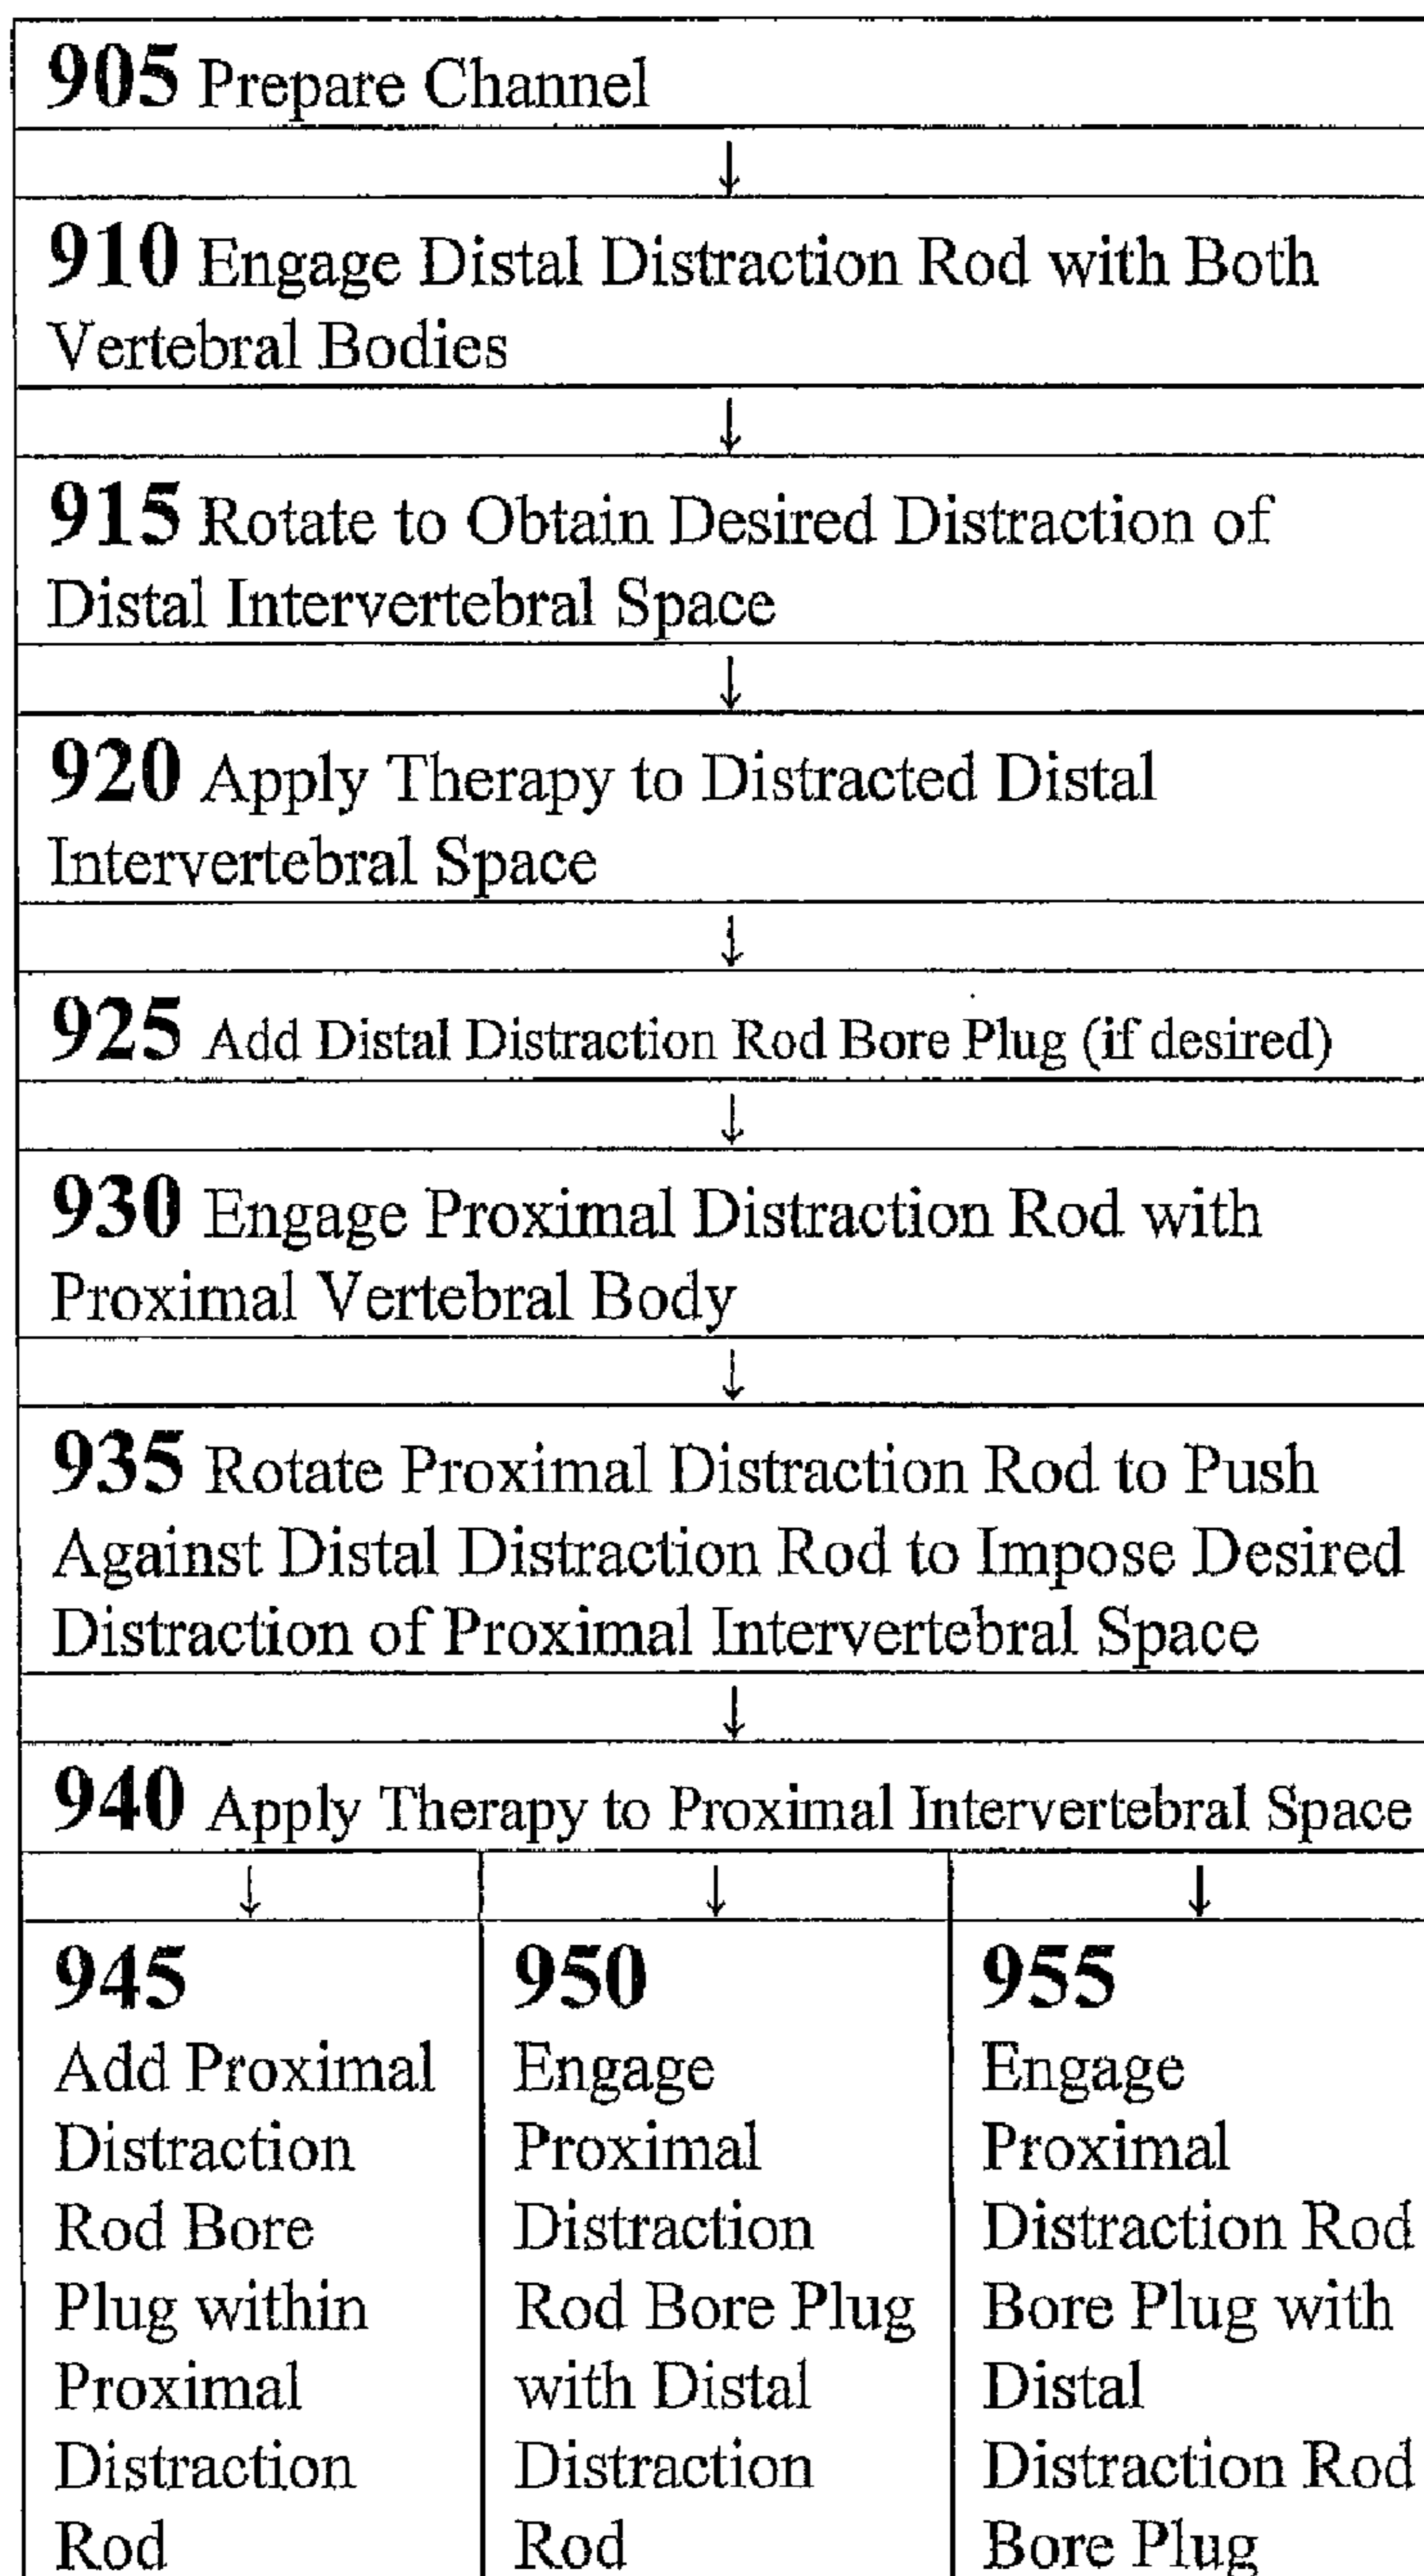 905 Prepare Channel
↓
910 Engage Distal Distraction Rod with Both
Vertebral Bodies
↓
915 Rotate to Obtain Desired Distraction of
Distal Intervertebral Space
↓
920 Apply Therapy to Distracted Distal
Intervertebral Space
↓
925 Add Distal Distraction Rod Bore Plug (if desired)
↓
930 Engage Proximal Distraction Rod with
Proximal Vertebral Body
↓
935 Rotate Proximal Distraction Rod to Push
Against Distal Distraction Rod to Impose Desired
Distraction of Proximal Intervertebral Space
↓
940 Apply Therapy to Proximal Intervertebral Space
↓ ↓ ↓
945
Add Proximal
Distraction
Rod Bore
Plug within
Proximal
Distraction
Rod
950
Engage
Proximal
Distraction
Rod Bore Plug
with Distal
Distraction
Rod
955
Engage
Proximal
Distraction Rod
Bore Plug with
Distal
Distraction Rod
Bore Plug